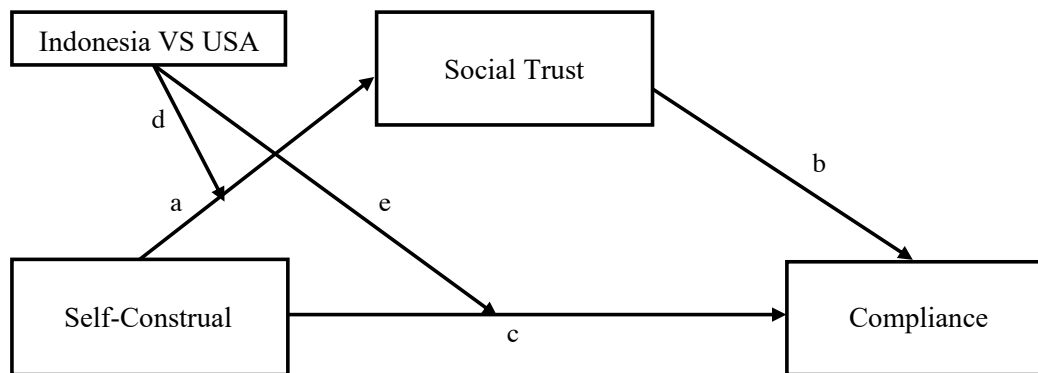 Indonesia VS USA
Social Trust
d
b
a
e
Self-Construal
Compliance
c